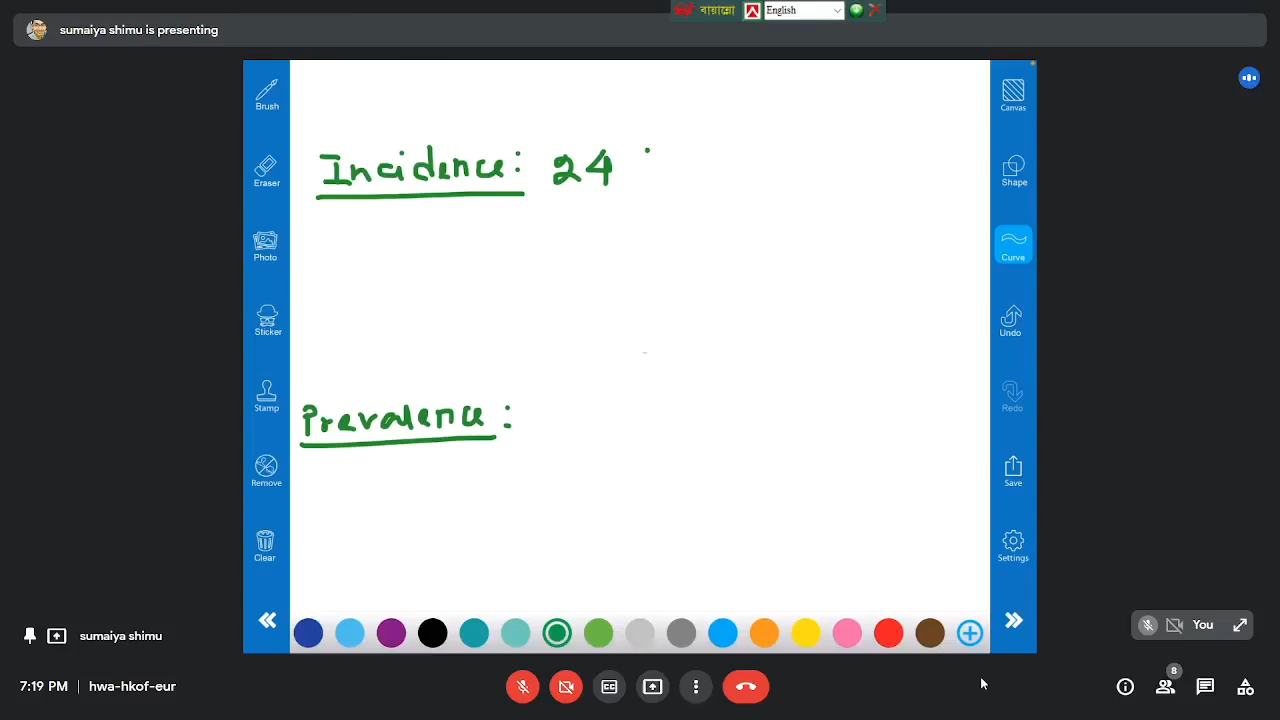 বায়ান্নো English
sumaiya shimu is presenting
Brush
Canvas
Incidence: 24
Eraser
Shape
Photo
Curve
Sticker
Undo
Stamp
Redo
Prevalence:
Remove
Save
Clear
Settings
sumaiya shimu
You
7:19 PM | hwa-hkof-eur
CC
8